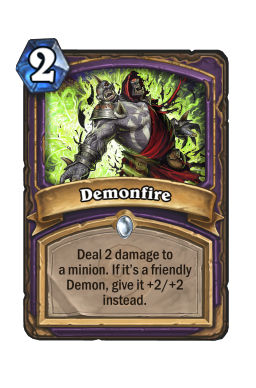 2
Demonfire
Deal 2 damage to
a minion. If it's a friendly
Demon, give it +2/+2
instead.